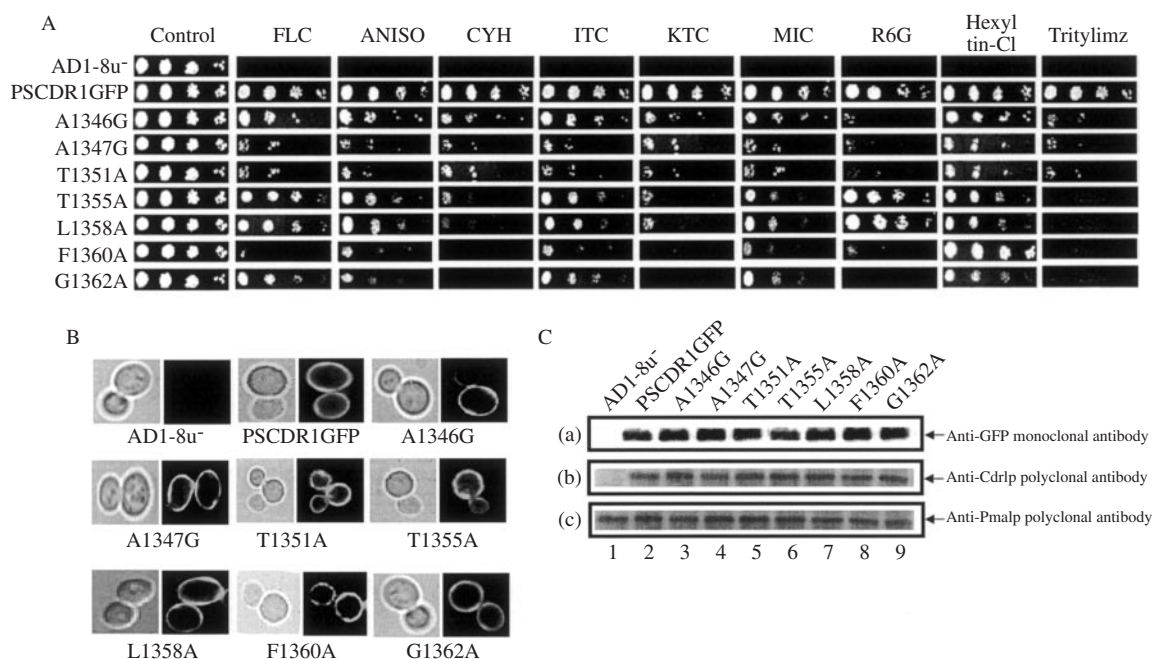 A
Control FLC ANISO CYH ITC KTC MIC R6G Hexyl tin-Cl Tritylimz
AD1-8u⁻
PSCDR1GFP
A1346G
A1347G
T1351A
T1355A
L1358A
F1360A
G1362A
B
AD1-8u⁻ PSCDR1GFP A1346G
A1347G T1351A T1355A
L1358A F1360A G1362A
C
AD1-8u⁻ PSCDR1GFP A1346G A1347G T1351A T1355A L1358A F1360A G1362A
(a) Anti-GFP monoclonal antibody
(b) Anti-Cdrlp polyclonal antibody
(c) Anti-Pmalp polyclonal antibody
1 2 3 4 5 6 7 8 9